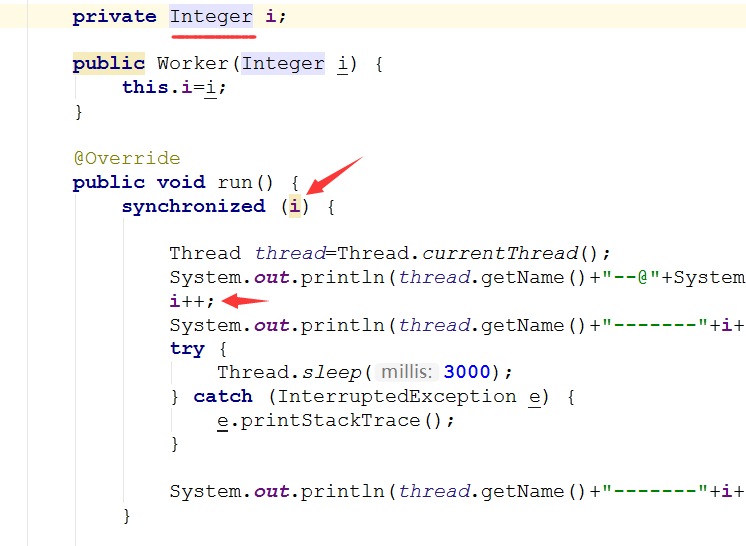 private Integer i;
public Worker(Integer i) {
this.i=i;
}
@Override
public void run() {
synchronized (i) {
Thread thread=Thread.currentThread();
System.out.println(thread.getName()+"--@"+System
i++;
System.out.println(thread.getName()+"-------"+i+
try {
Thread.sleep( millis: 3000);
} catch (InterruptedException e) {
e.printStackTrace();
}
System.out.println(thread.getName()+"-------"+i+
}